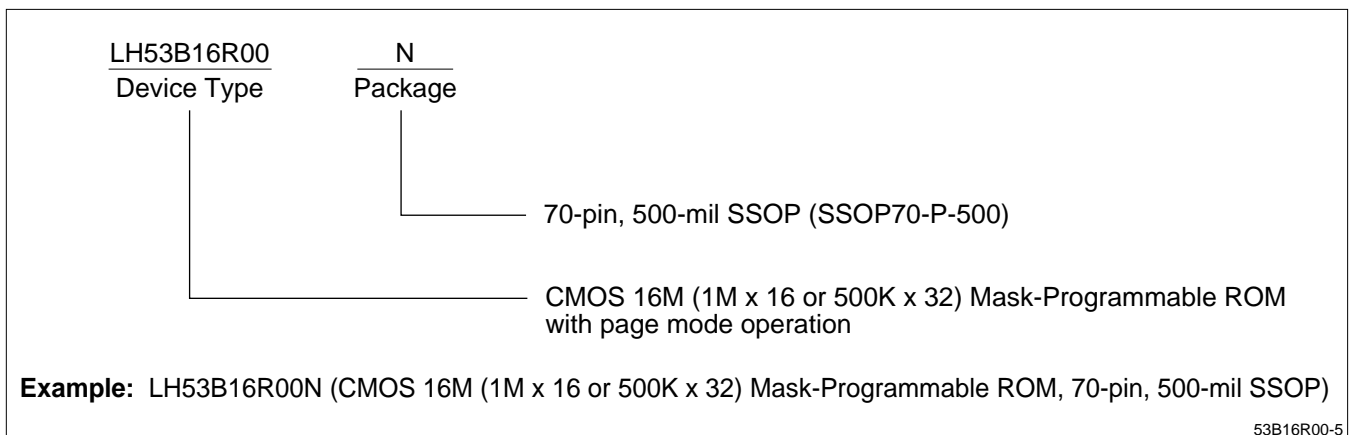 LH53B16R00 N
Device Type Package
70-pin, 500-mil SSOP (SSOP70-P-500)
CMOS 16M (1M x 16 or 500K x 32) Mask-Programmable ROM
with page mode operation
Example: LH53B16R00N (CMOS 16M (1M x 16 or 500K x 32) Mask-Programmable ROM, 70-pin, 500-mil SSOP)
53B16R00-5